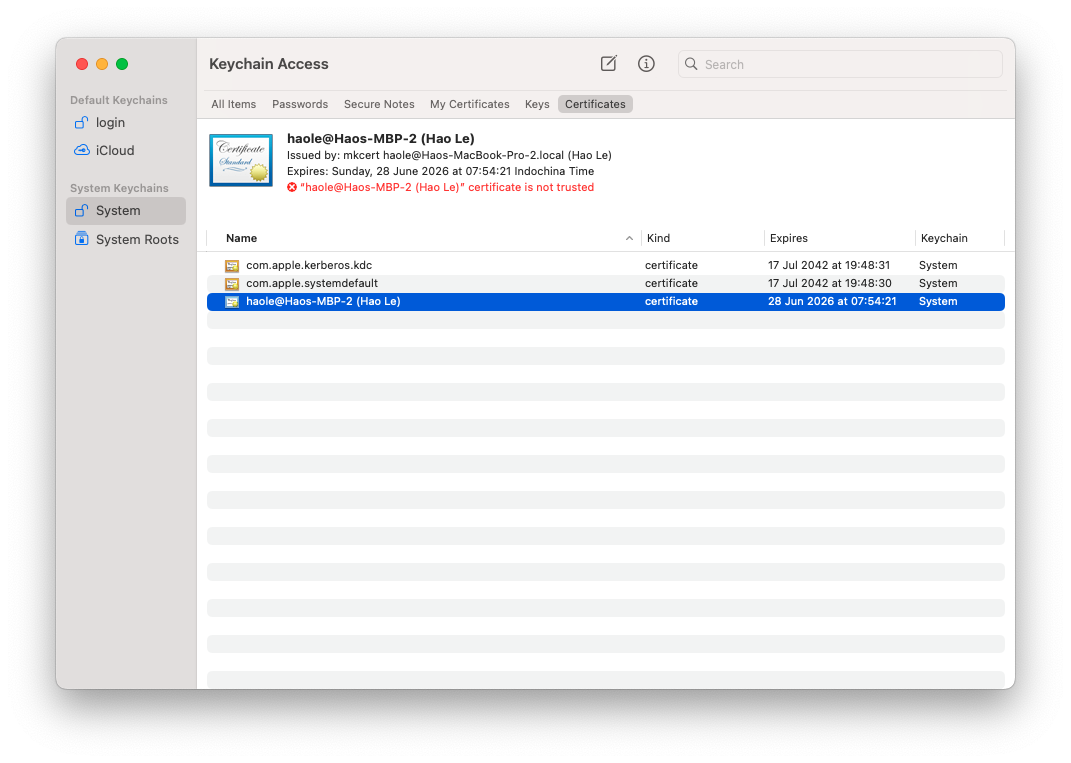 Keychain Access
Search
Default Keychains
login
iCloud
System Keychains
System
System Roots
All Items Passwords Secure Notes My Certificates Keys Certificates
Certificate
Standard
haole@Haos-MBP-2 (Hao Le)
Issued by: mkcert haole@Haos-MacBook-Pro-2.local (Hao Le)
Expires: Sunday, 28 June 2026 at 07:54:21 Indochina Time
"haole@Haos-MBP-2 (Hao Le)" certificate is not trusted
Name Kind Expires Keychain
com.apple.kerberos.kdc certificate 17 Jul 2042 at 19:48:31 System
com.apple.systemdefault certificate 17 Jul 2042 at 19:48:30 System
haole@Haos-MBP-2 (Hao Le) certificate 28 Jun 2026 at 07:54:21 System